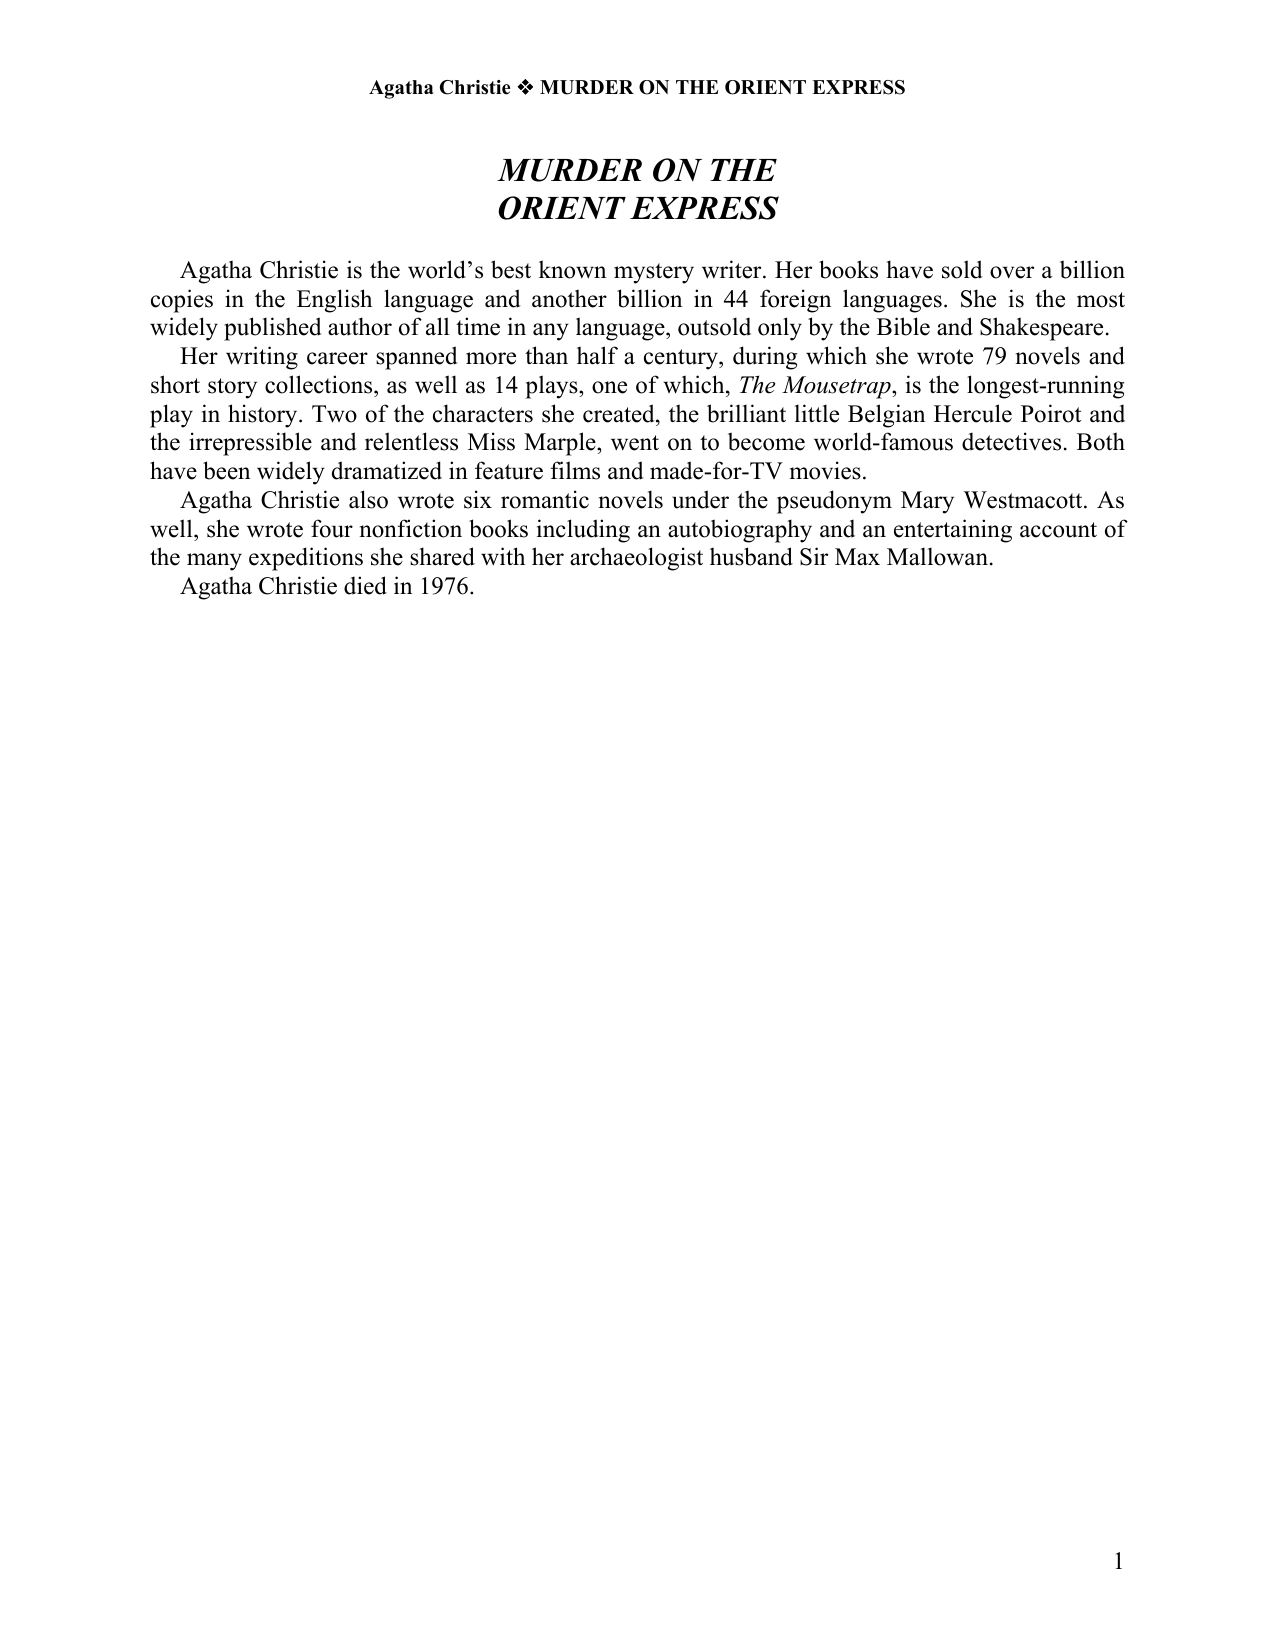 Agatha Christie ❖ MURDER ON THE ORIENT EXPRESS
MURDER ON THE
ORIENT EXPRESS
Agatha Christie is the world’s best known mystery writer. Her books have sold over a billion
copies in the English language and another billion in 44 foreign languages. She is the most
widely published author of all time in any language, outsold only by the Bible and Shakespeare.
Her writing career spanned more than half a century, during which she wrote 79 novels and
short story collections, as well as 14 plays, one of which, The Mousetrap, is the longest-running
play in history. Two of the characters she created, the brilliant little Belgian Hercule Poirot and
the irrepressible and relentless Miss Marple, went on to become world-famous detectives. Both
have been widely dramatized in feature films and made-for-TV movies.
Agatha Christie also wrote six romantic novels under the pseudonym Mary Westmacott. As
well, she wrote four nonfiction books including an autobiography and an entertaining account of
the many expeditions she shared with her archaeologist husband Sir Max Mallowan.
Agatha Christie died in 1976.
1